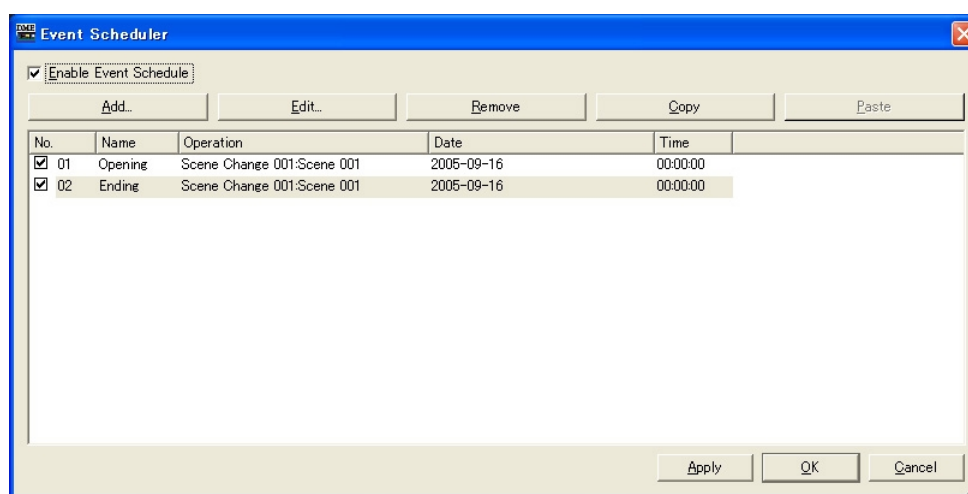 DME Event Scheduler
Enable Event Schedule
Add... Edit... Remove Copy Paste
No. Name Operation Date Time
01 Opening Scene Change 001:Scene 001 2005-09-16 00:00:00
02 Ending Scene Change 001:Scene 001 2005-09-16 00:00:00
Apply OK Cancel